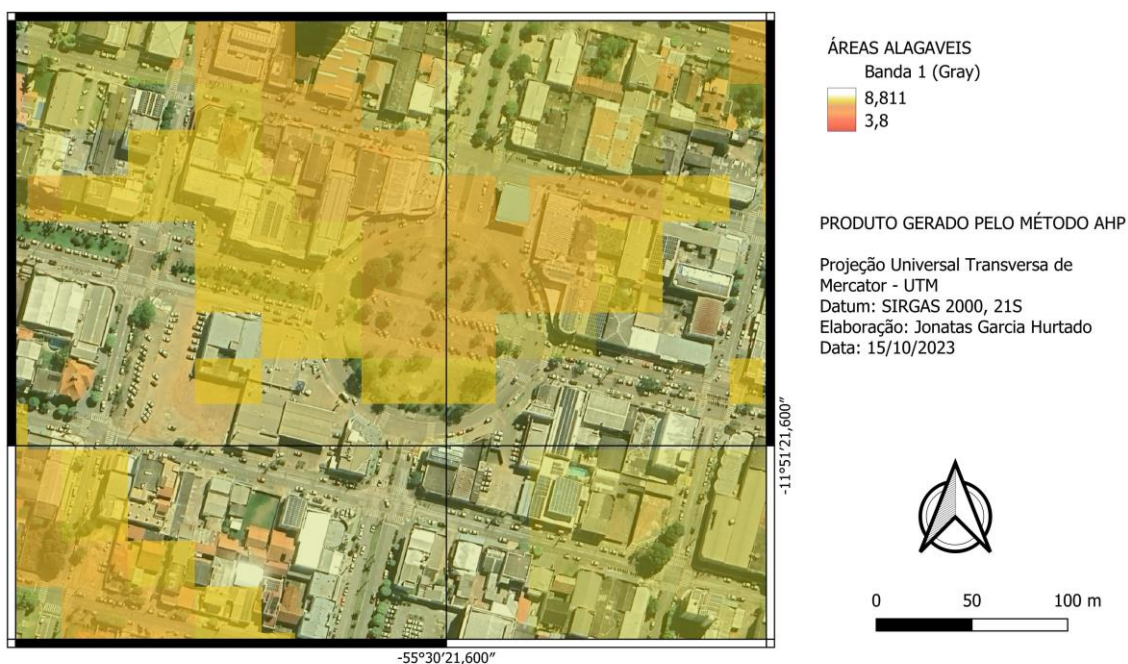 ÁREAS ALAGAVEIS
Banda 1 (Gray)
8,811
3,8
PRODUTO GERADO PELO MÉTODO AHP
Projeção Universal Transversa de
Mercator - UTM
Datum: SIRGAS 2000, 21S
Elaboração: Jonatas Garcia Hurtado
Data: 15/10/2023
-11°51'21,600"
0 50 100 m
-55°30'21,600"